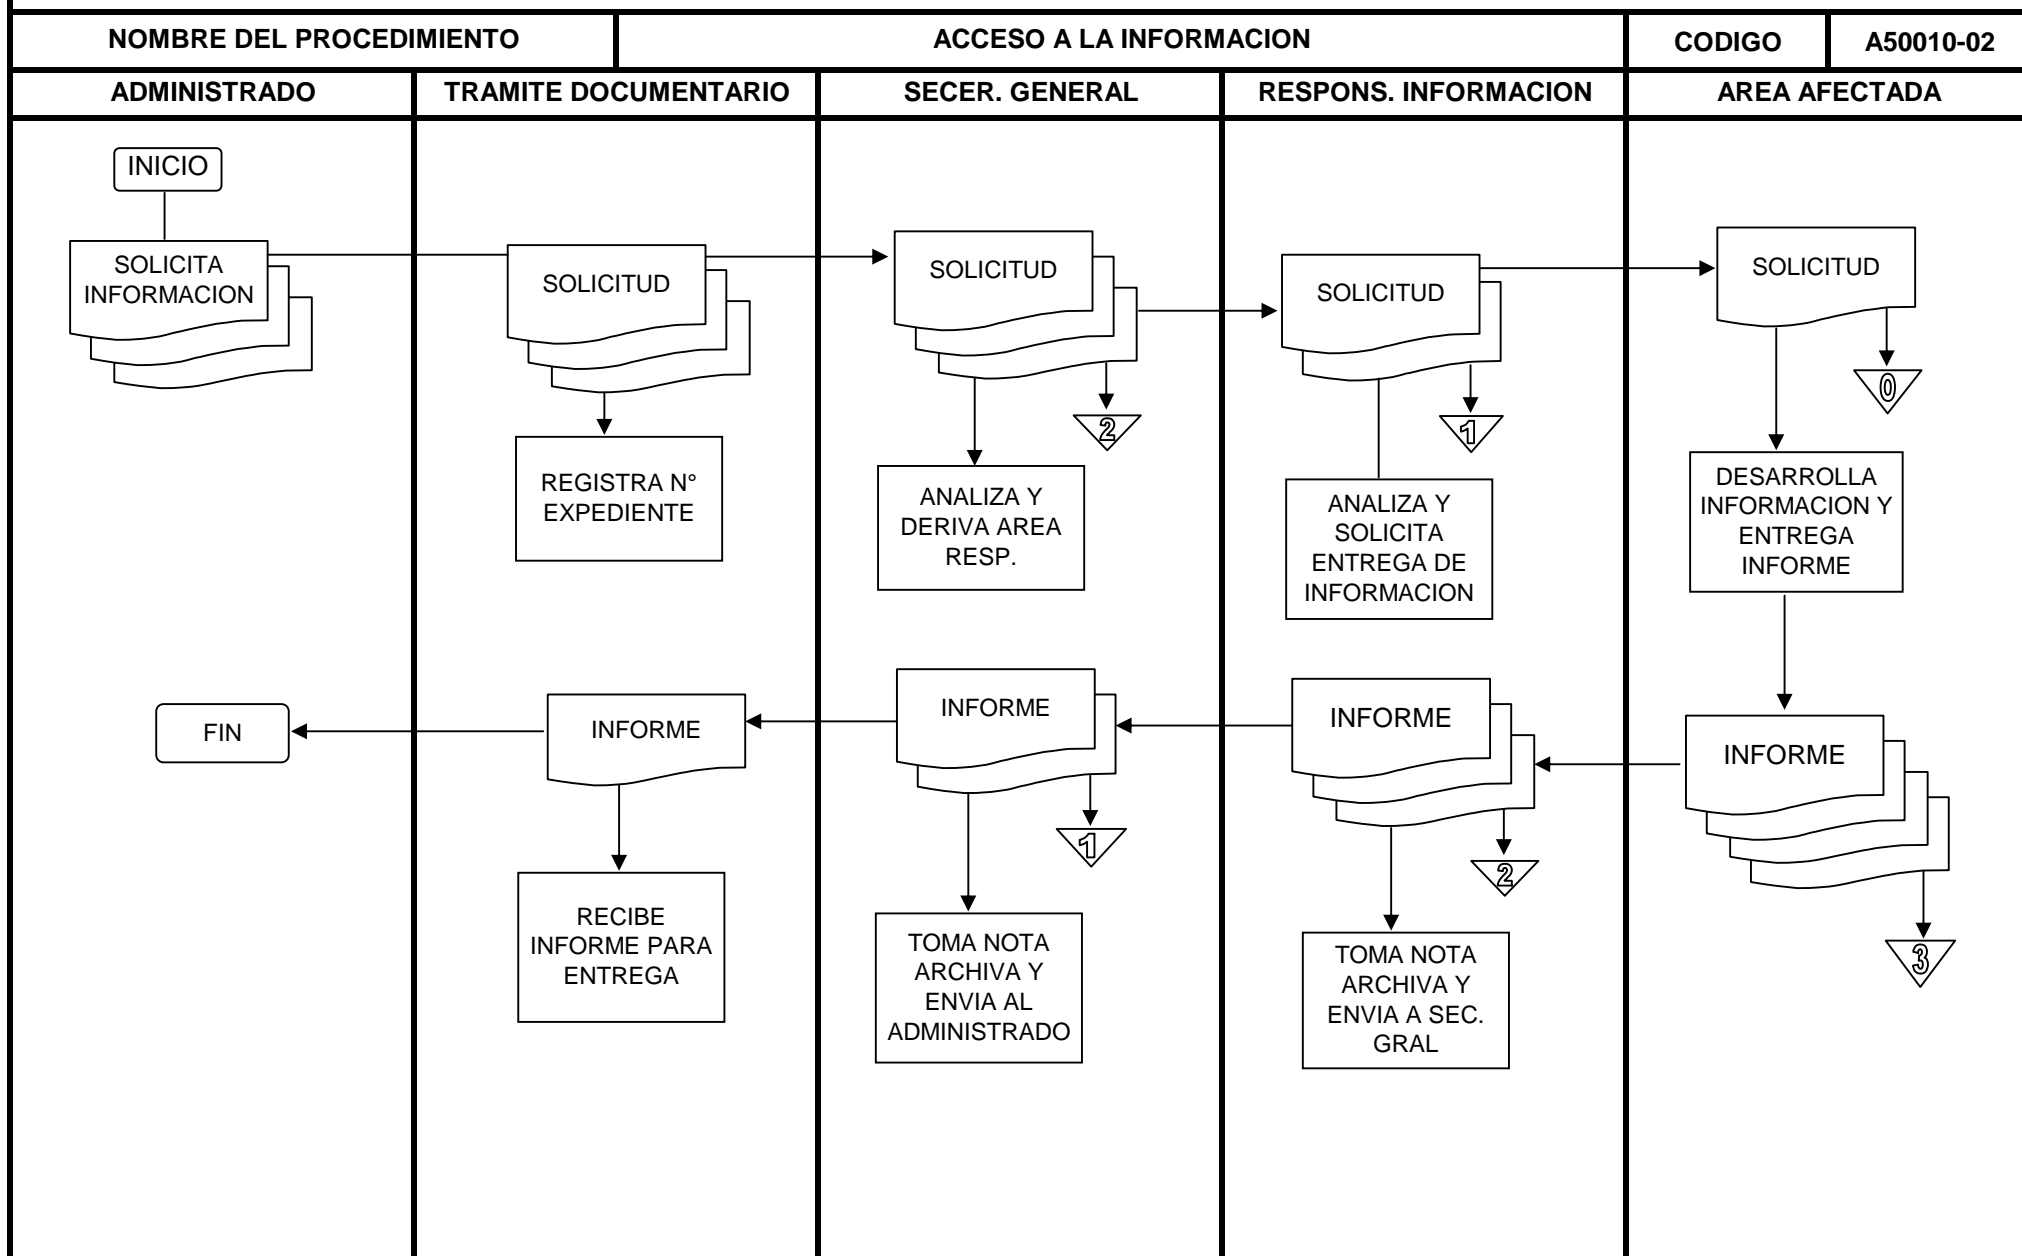 NOMBRE DEL PROCEDIMIENTO
ACCESO A LA INFORMACION
CODIGO
A50010-02
ADMINISTRADO
TRAMITE DOCUMENTARIO
SECER. GENERAL
RESPONS. INFORMACION
AREA AFECTADA
INICIO
SOLICITA
INFORMACION
SOLICITUD
SOLICITUD
SOLICITUD
SOLICITUD
2
1
0
REGISTRA N°
EXPEDIENTE
ANALIZA Y
DERIVA AREA
RESP.
ANALIZA Y
SOLICITA
ENTREGA DE
INFORMACION
DESARROLLA
INFORMACION Y
ENTREGA
INFORME
FIN
INFORME
INFORME
INFORME
INFORME
1
2
3
RECIBE
INFORME PARA
ENTREGA
TOMA NOTA
ARCHIVA Y
ENVIA AL
ADMINISTRADO
TOMA NOTA
ARCHIVA Y
ENVIA A SEC.
GRAL